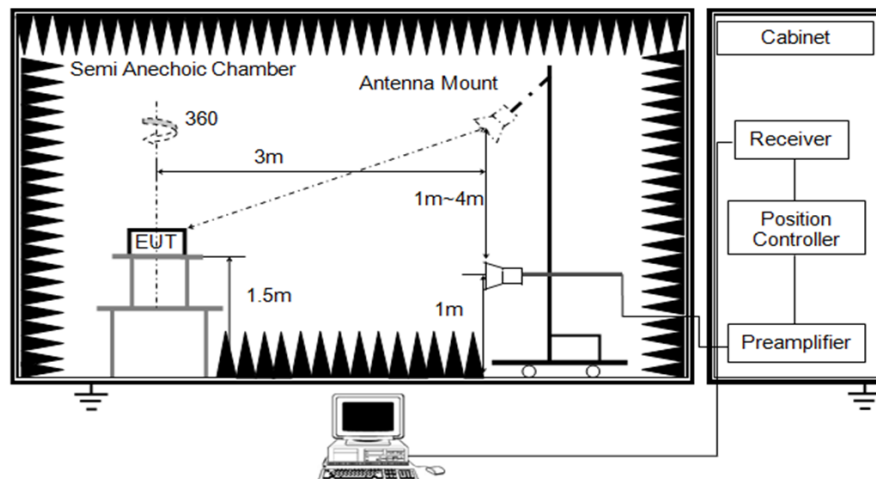 Cabinet
Semi Anechoic Chamber
Antenna Mount
360
Receiver
3m
1m~4m
Position
Controller
EUT
1.5m
1m
Preamplifier